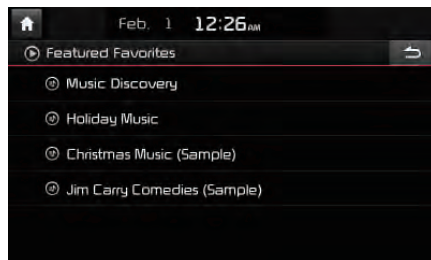 Feb. 1 12:26AM
Featured Favorites
Music Discovery
Holiday Music
Christmas Music (Sample)
Jim Carry Comedies (Sample)